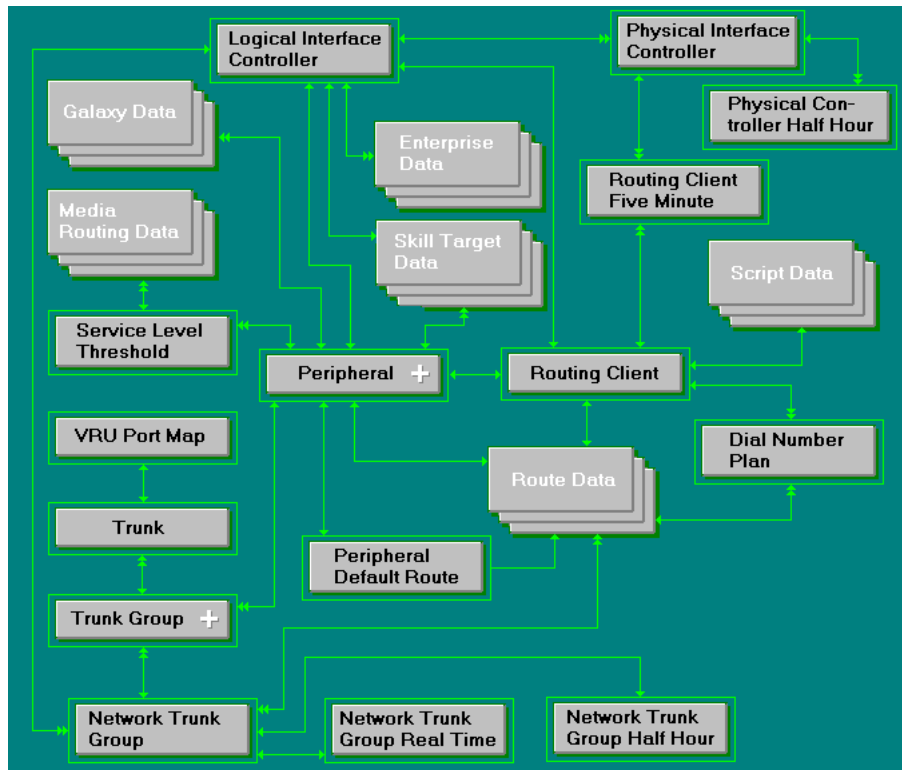 Logical Interface
Controller
Physical Interface
Controller
Galaxy Data
Physical Con-
troller Half Hour
Enterprise
Data
Routing Client
Five Minute
Media
Routing Data
Skill Target
Data
Script Data
Service Level
Threshold
Peripheral +
Routing Client
VRU Port Map
Dial Number
Plan
Route Data
Trunk
Peripheral
Default Route
Trunk Group +
Network Trunk
Group
Network Trunk
Group Real Time
Network Trunk
Group Half Hour